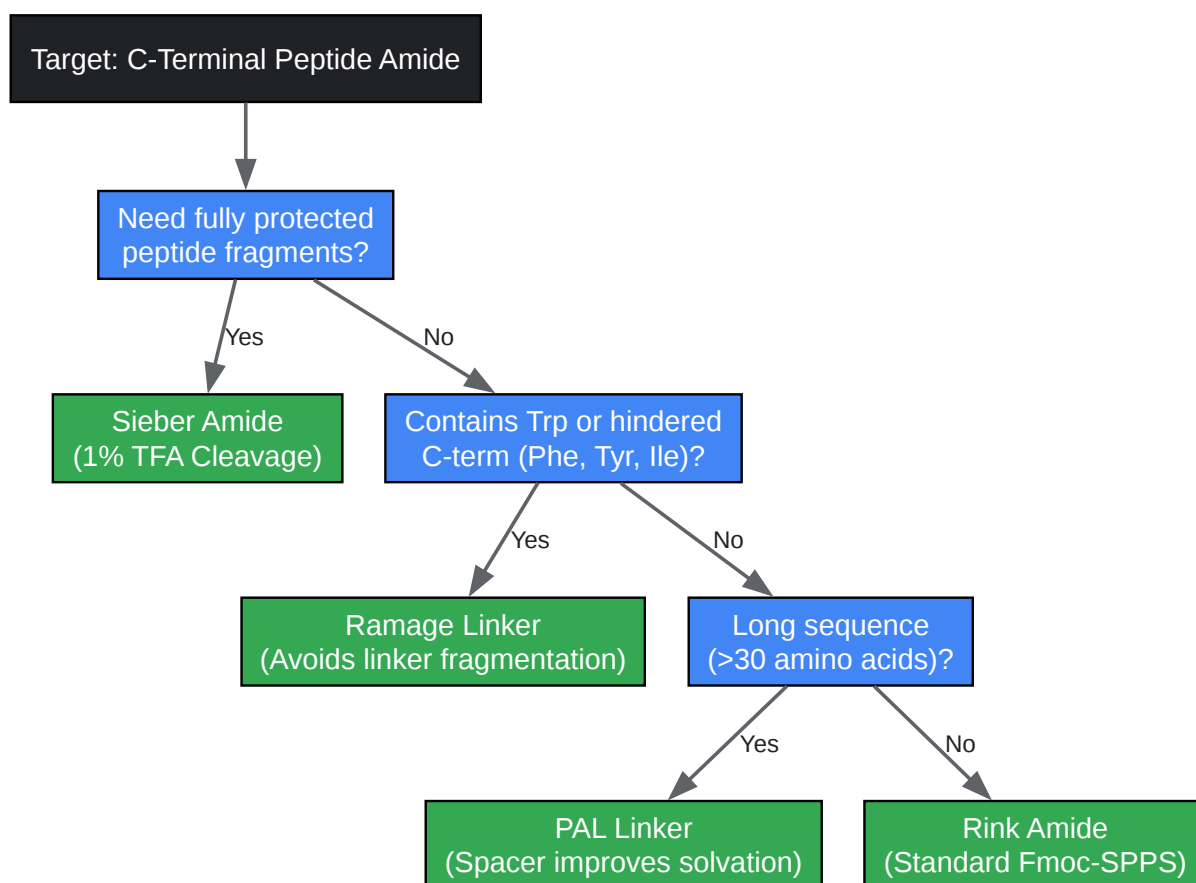 Target: C-Terminal Peptide Amide
Need fully protected
peptide fragments?
Yes
No
Sieber Amide
(1% TFA Cleavage)
Contains Trp or hindered
C-term (Phe, Tyr, Ile)?
Yes
No
Ramage Linker
(Avoids linker fragmentation)
Long sequence
(>30 amino acids)?
Yes
No
PAL Linker
(Spacer improves solvation)
Rink Amide
(Standard Fmoc-SPPS)